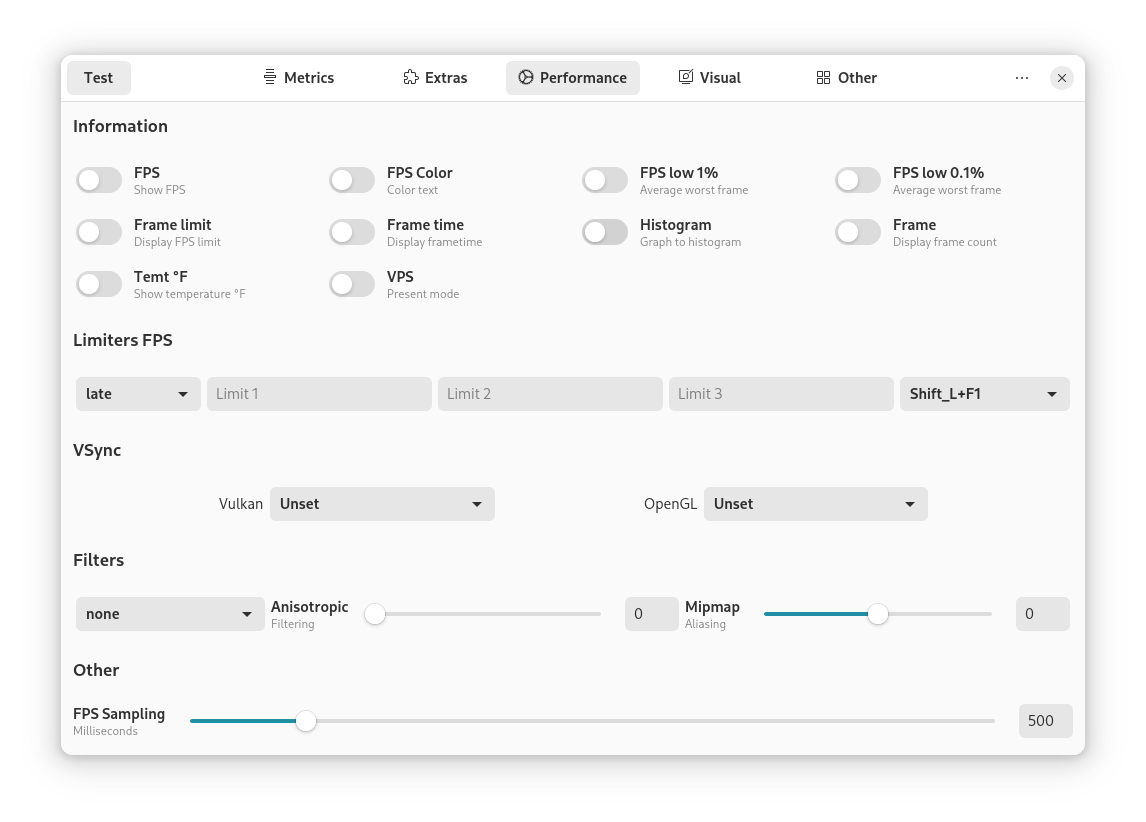 Test
Metrics
Extras
Performance
Visual
Other
Information
FPS
Show FPS
FPS Color
Color text
FPS low 1%
Average worst frame
FPS low 0.1%
Average worst frame
Frame limit
Display FPS limit
Frame time
Display frametime
Histogram
Graph to histogram
Frame
Display frame count
Temt °F
Show temperature °F
VPS
Present mode
Limiters FPS
late
Limit 1
Limit 2
Limit 3
Shift_L+F1
VSync
Vulkan
Unset
OpenGL
Unset
Filters
none
Anisotropic
Filtering
0
Mipmap
Aliasing
0
Other
FPS Sampling
Milliseconds
500